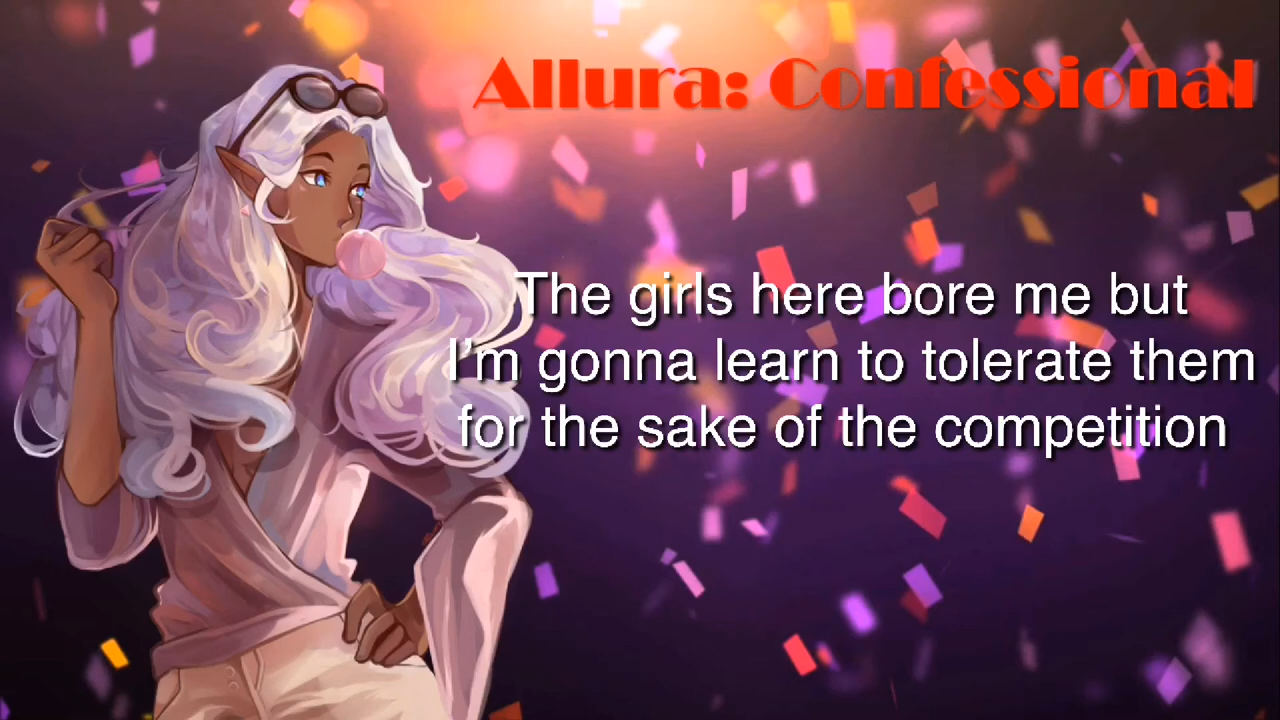 Allura: Confessional
The girls here bore me but
I'm gonna learn to tolerate them
for the sake of the competition